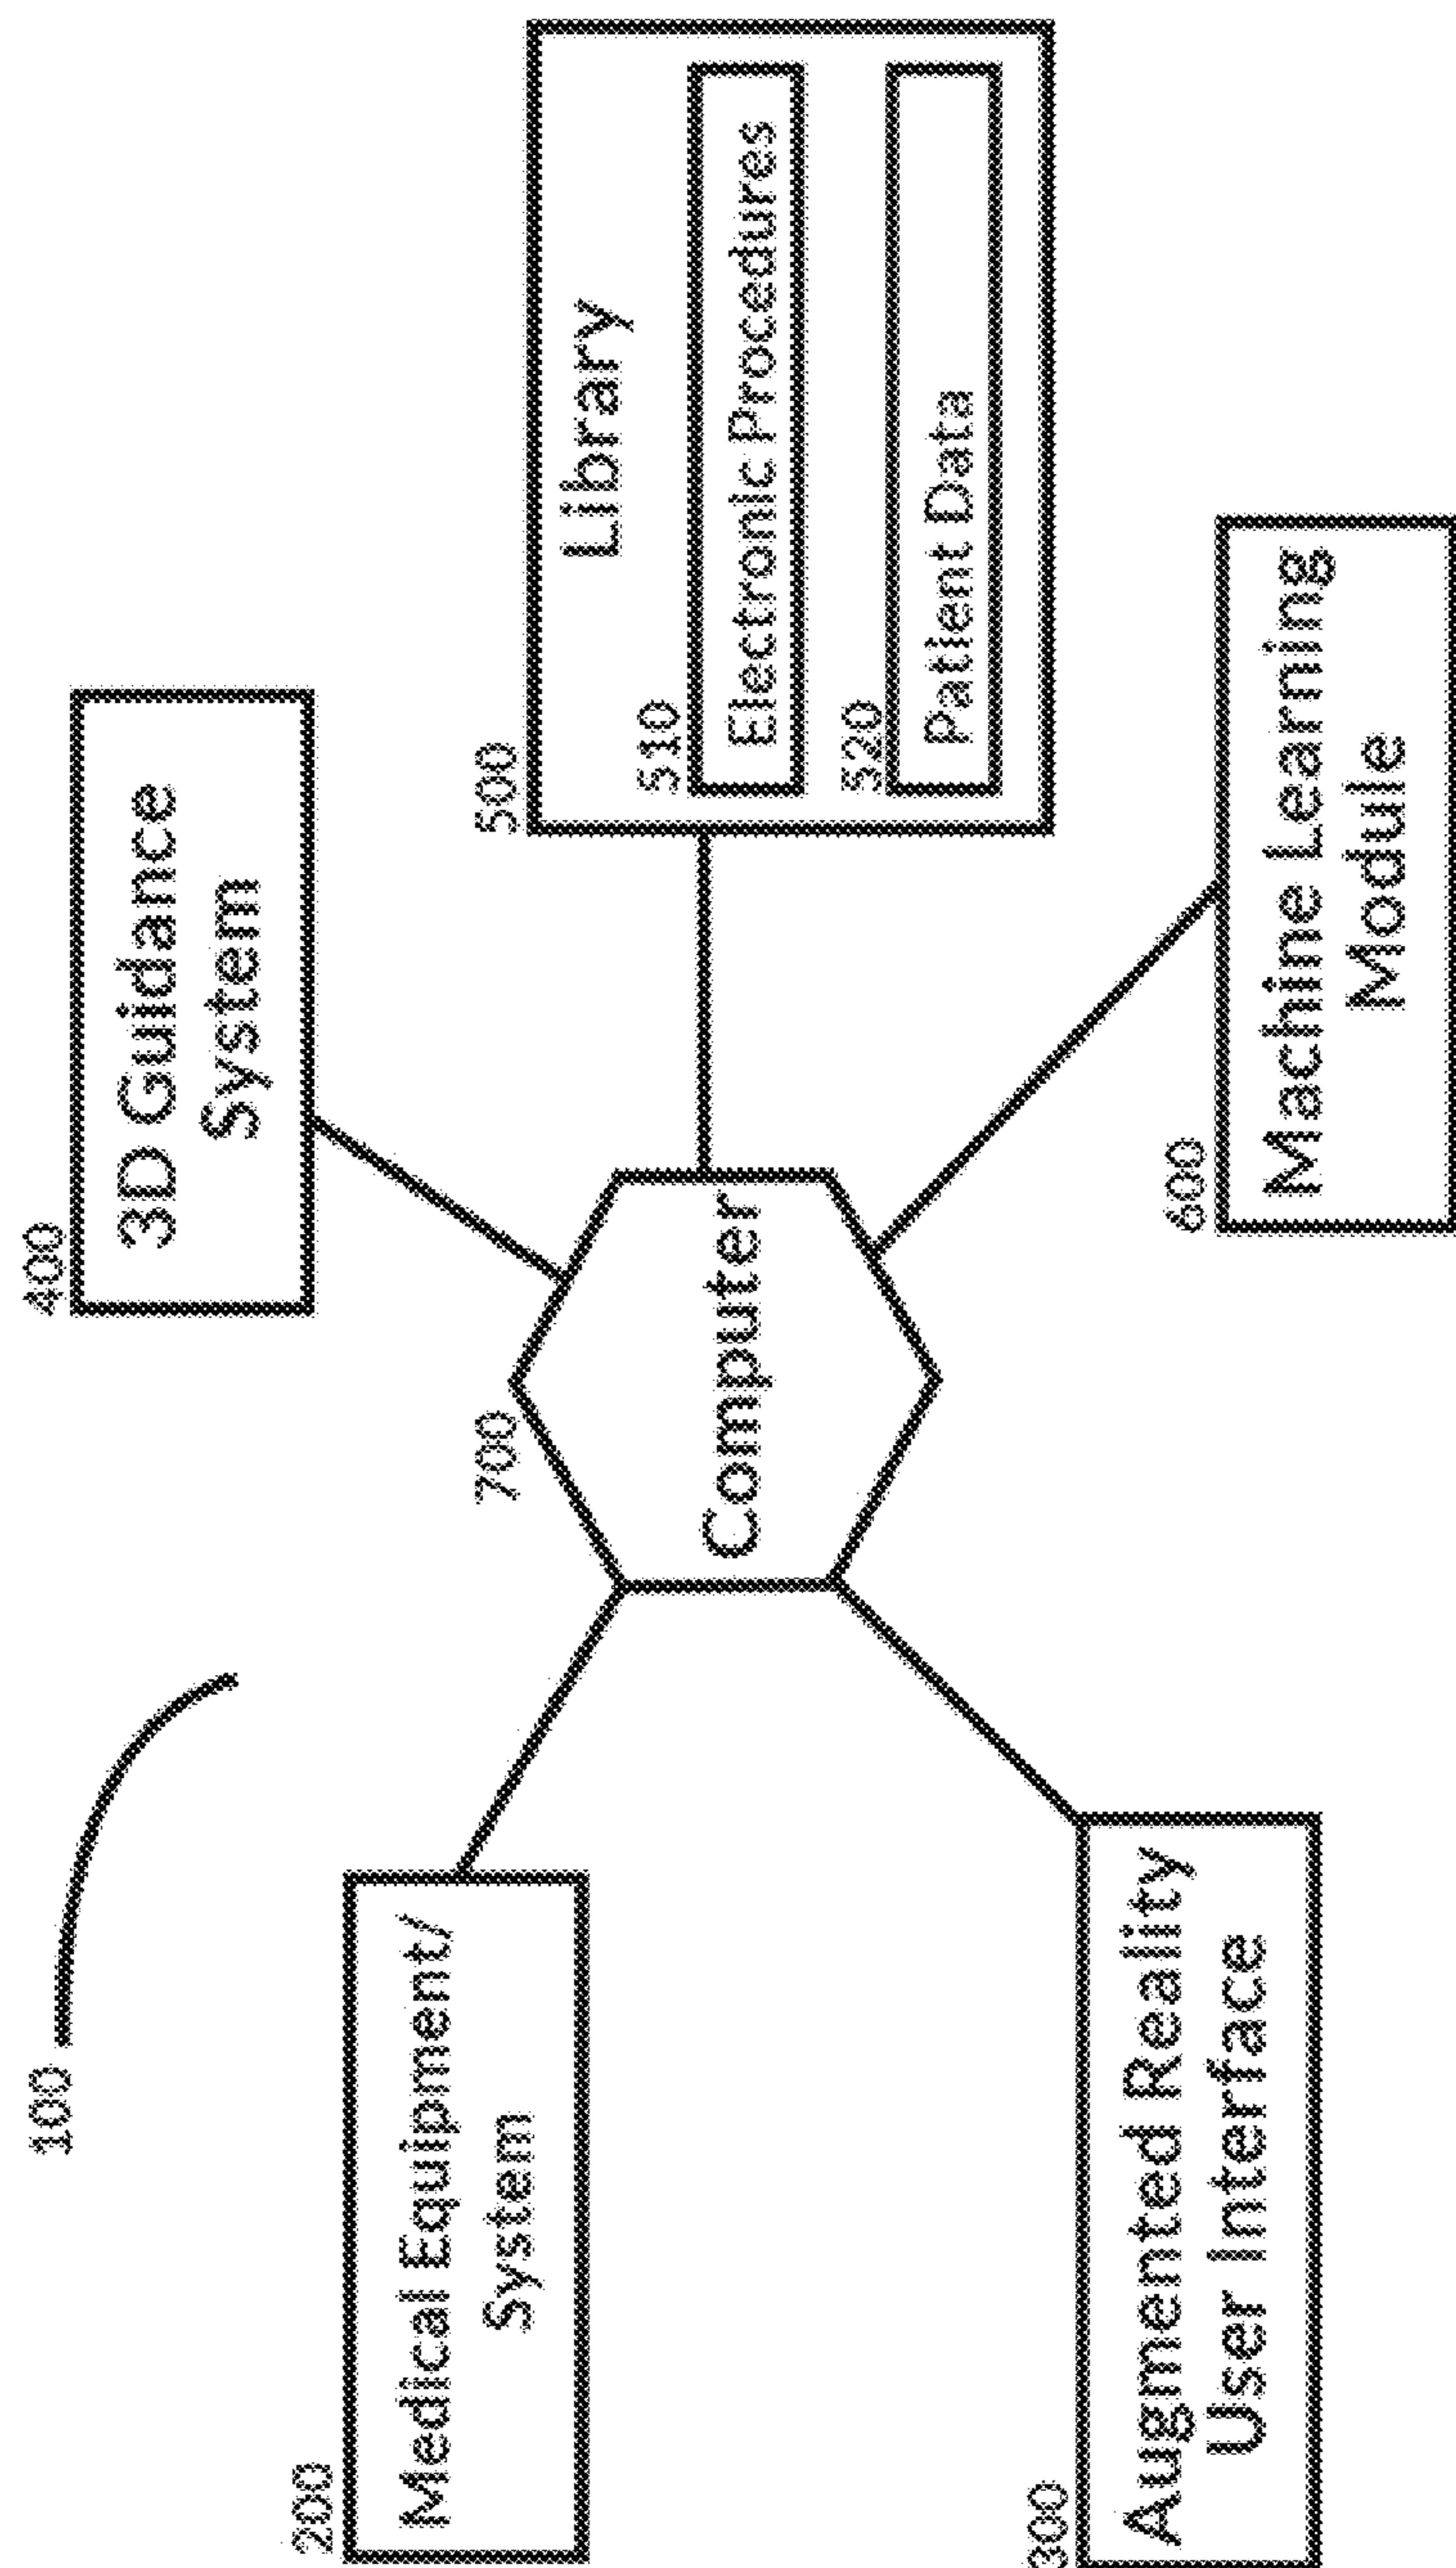 100
400
3D Guidance
System
200
Medical Equipment/
System
700
Computer
500
Library
510
Electronic Procedures
520
Patient Data
300
Augmented Reality
User Interface
600
Machine Learning
Module